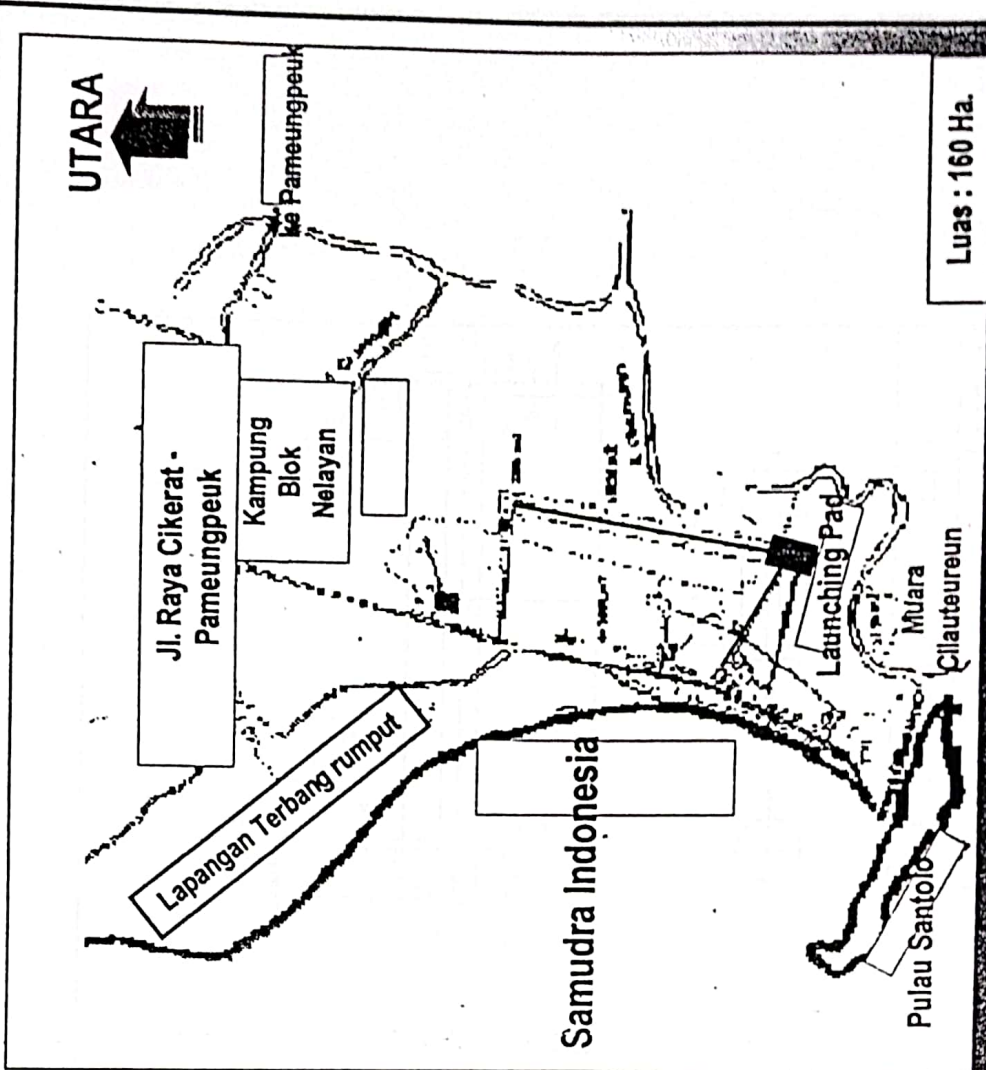 UTARA
ke Pameungpeuk
Jl. Raya Cikerat -
Pameungpeuk
Kampung
Blok
Nelayan
Lapangan Terbang rumput
Samudra Indonesia
Launching Pad
Muara
Cilauteureun
Pulau Santolo
Luas : 160 Ha.